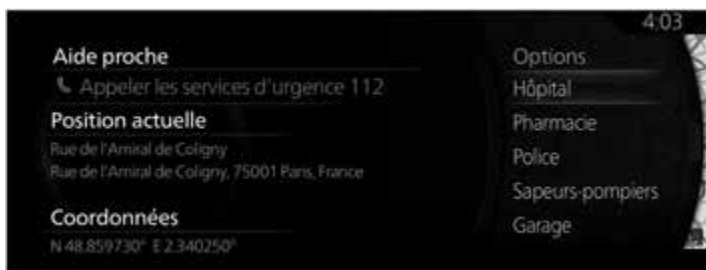 4:03
Aide proche
Appeler les services d'urgence 112
Position actuelle
Rue de l'Amiral de Coligny
Rue de l'Amiral de Coligny, 75001 Paris, France
Coordonnées
N 48.859730° E 2.340250°
Options
Hôpital
Pharmacie
Police
Sapeurs-pompiers
Garage